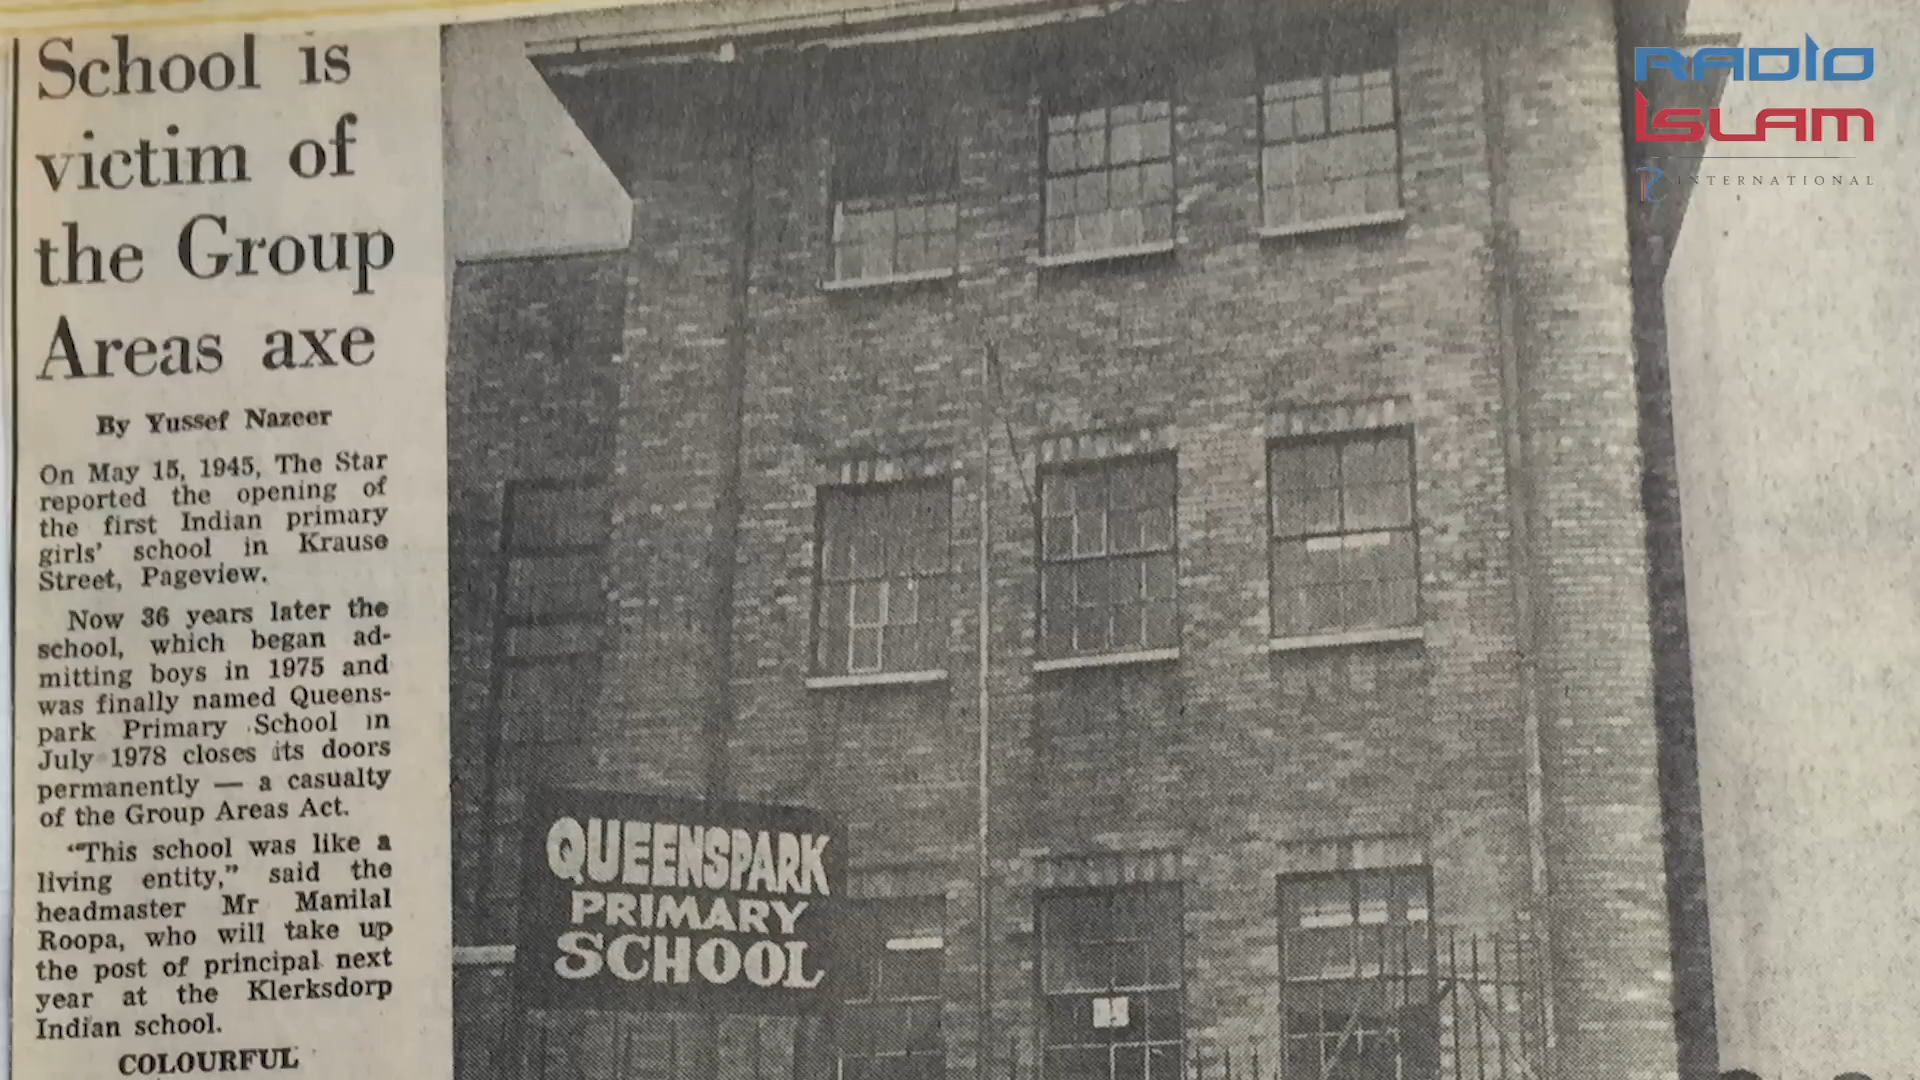 School is
victim of
the Group
Areas axe
By Yussef Nazeer
On May 15, 1945, The Star
reported the opening of
the first Indian primary
girls' school in Krause
Street, Pageview.
Now 36 years later the
school, which began ad-
mitting boys in 1975 and
was finally named Queens-
park Primary School in
July 1978 closes its doors
permanently — a casualty
of the Group Areas Act.
"This school was like a
living entity," said the
headmaster Mr Manilal
Roopa, who will take up
the post of principal next
year at the Klerksdorp
Indian school.
COLOURFUL
QUEENSPARK
PRIMARY
SCHOOL
RADIO
ISLAM
INTERNATIONAL